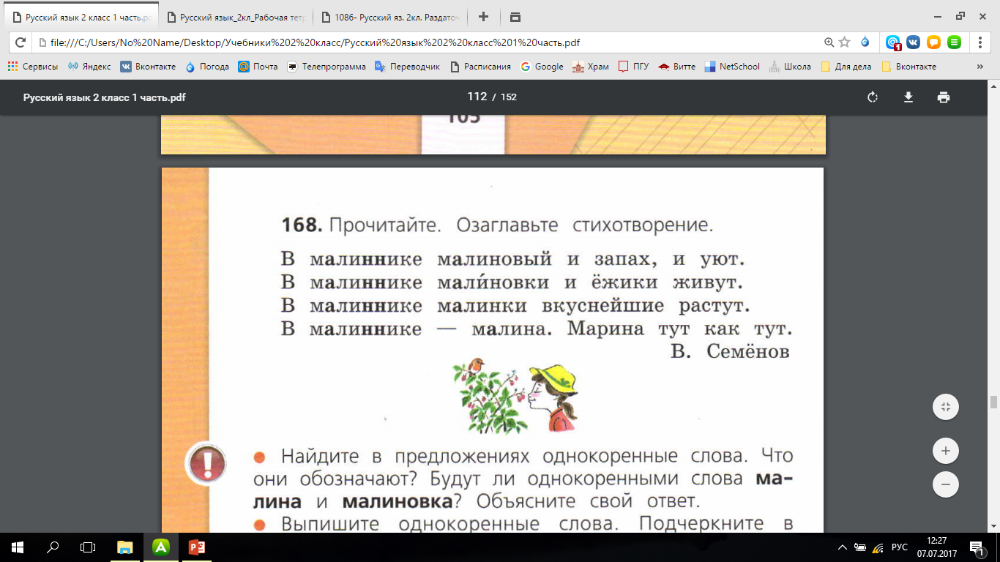 Русский язык 2 класс 1 часть.pd
Русский язык_2кл_Рабочая тет
1086- Русский яз. 2кл. Раздаточ
file:///C:/Users/No%20Name/Desktop/Учебники%202%20класс/Русский%20язык%202%20класс%201%20часть.pdf
1
Сервисы Яндекс Вконтакте Погода Почта Телепрограмма Переводчик Расписания Google Храм ПГУ Витте NetSchool Школа Для дела Вконтакте »
Русский язык 2 класс 1 часть.pdf 112 / 152
105
168. Прочитайте. Озаглавьте стихотворение.
В малиннике малиновый и запах, и уют.
В малиннике мали́новки и ёжики живут.
В малиннике малинки вкуснейшие растут.
В малиннике — малина. Марина тут как тут.
В. Семёнов
! ● Найдите в предложениях однокоренные слова. Что
они обозначают? Будут ли однокоренными слова ма-
лина и малиновка? Объясните свой ответ.
● Выпишите однокоренные слова. Подчеркните в
РУС 12:27
07.07.2017
1